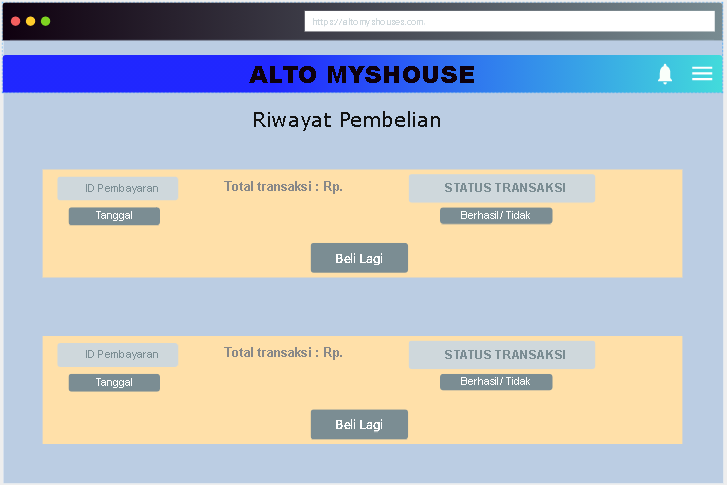 https://altomyshouses.com.
ALTO MYSHOUSE
Riwayat Pembelian
ID Pembayaran
Total transaksi : Rp.
STATUS TRANSAKSI
Tanggal
Berhasil/Tidak
Beli Lagi
ID Pembayaran
Total transaksi : Rp.
STATUS TRANSAKSI
Tanggal
Berhasil/Tidak
Beli Lagi